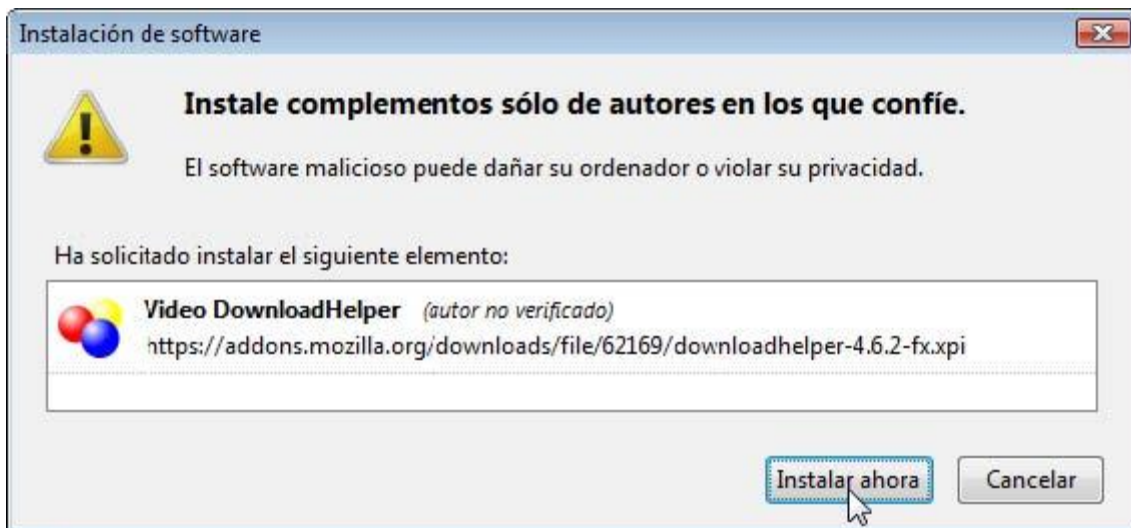 Instalación de software
Instale complementos sólo de autores en los que confíe.
El software malicioso puede dañar su ordenador o violar su privacidad.
Ha solicitado instalar el siguiente elemento:
Video DownloadHelper (autor no verificado)
https://addons.mozilla.org/downloads/file/62169/downloadhelper-4.6.2-fx.xpi
Instalar ahora Cancelar